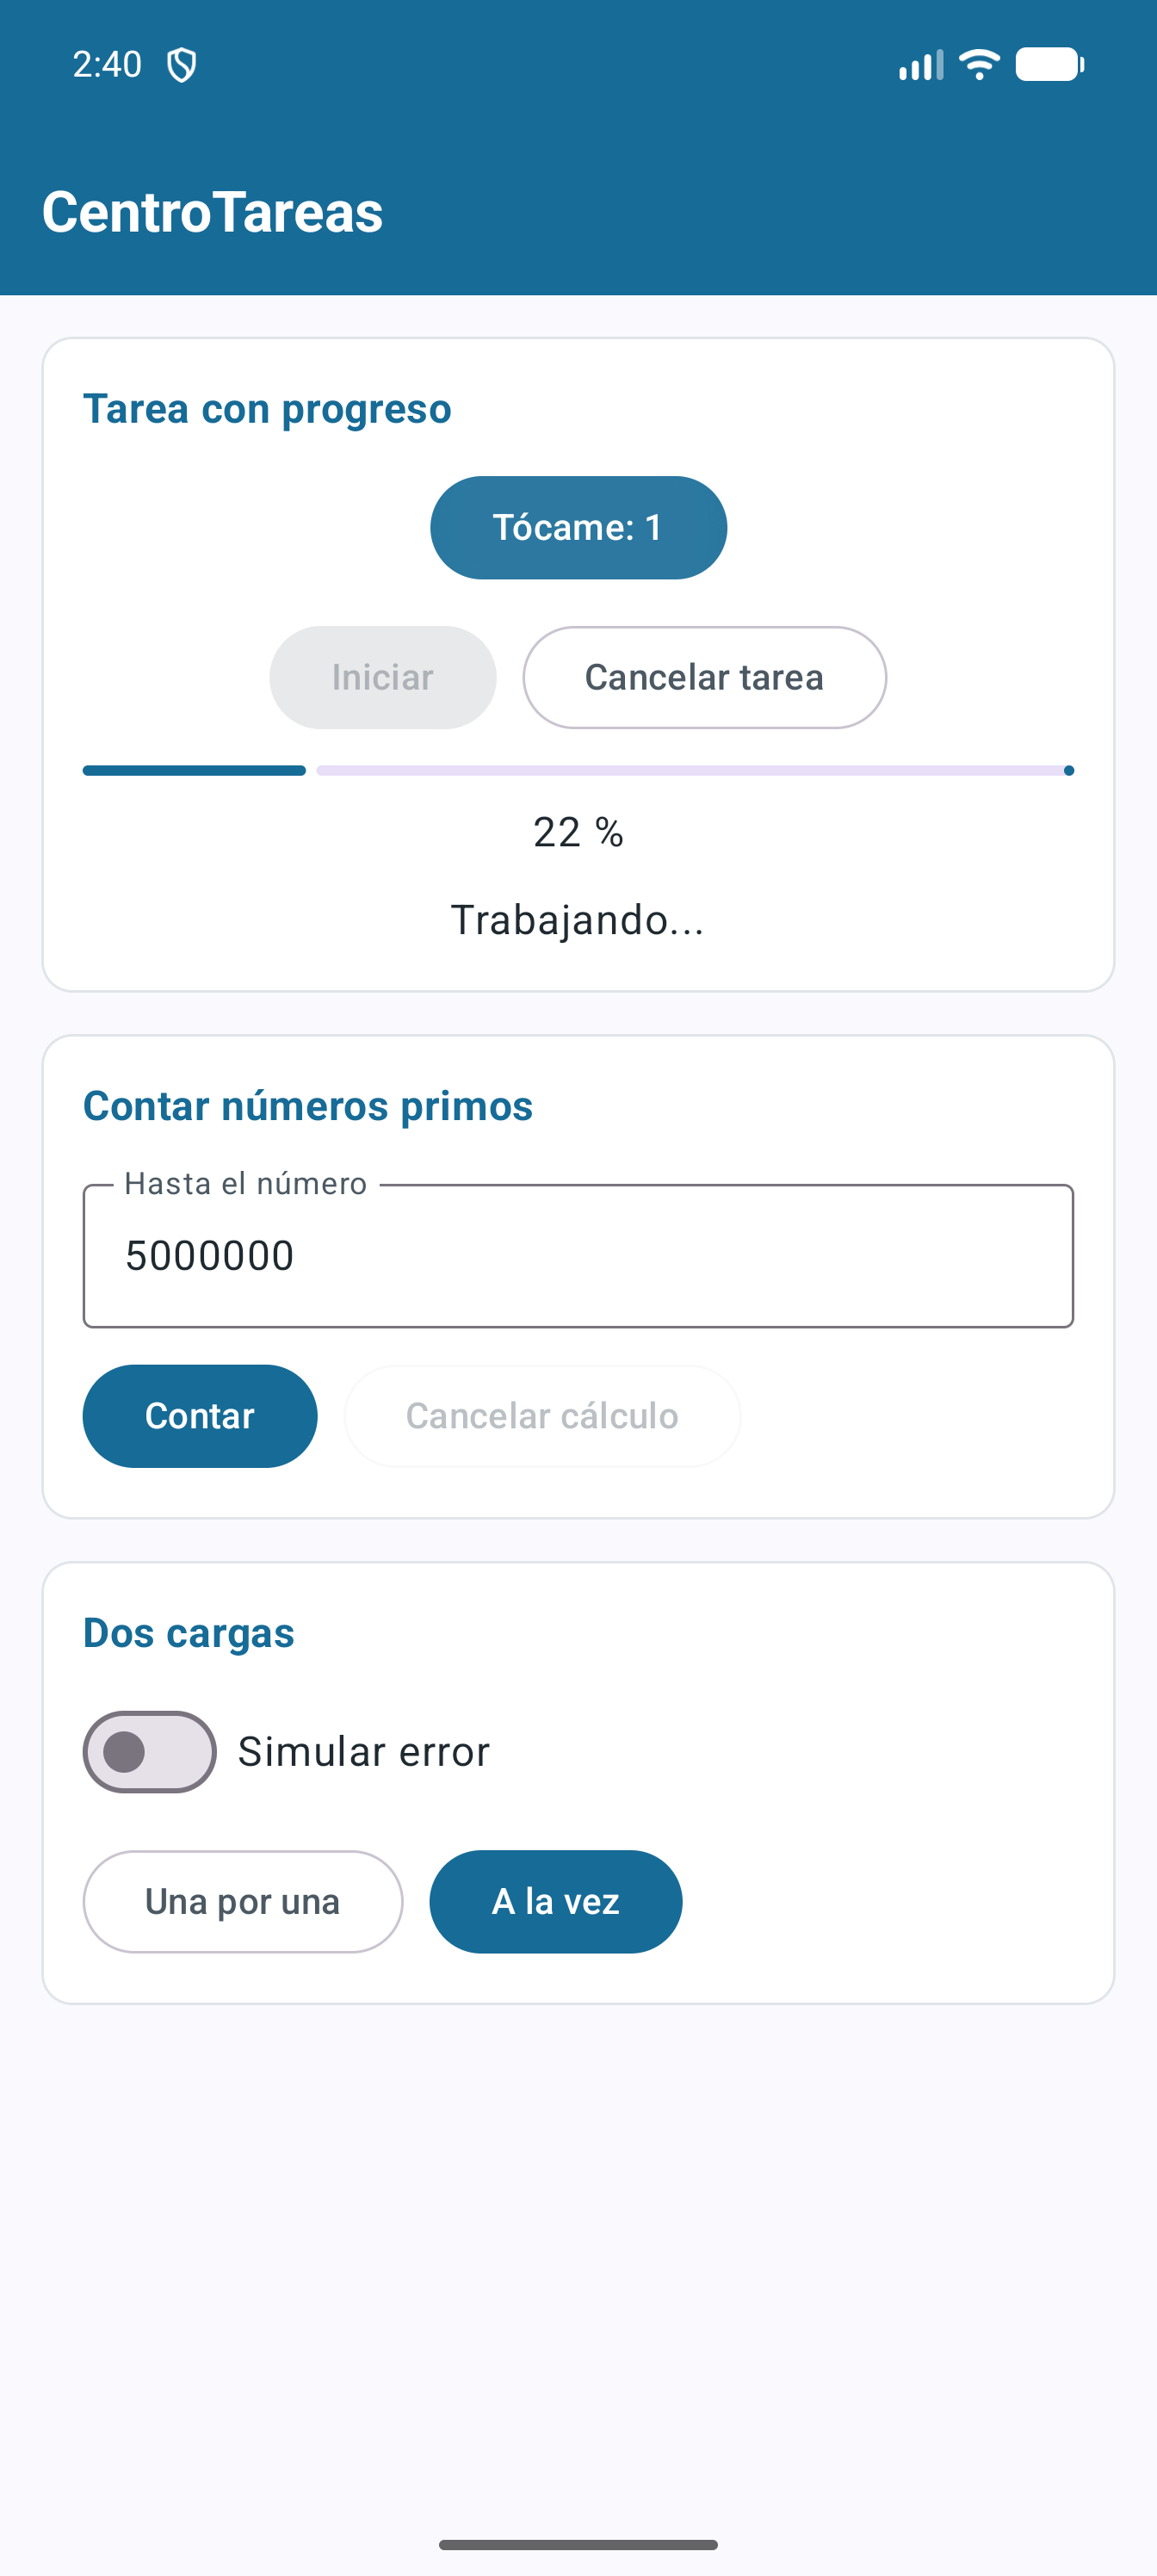 2:40
CentroTareas
Tarea con progreso
Tócame: 1
Iniciar
Cancelar tarea
22 %
Trabajando...
Contar números primos
Hasta el número
5000000
Contar
Cancelar cálculo
Dos cargas
Simular error
Una por una
A la vez